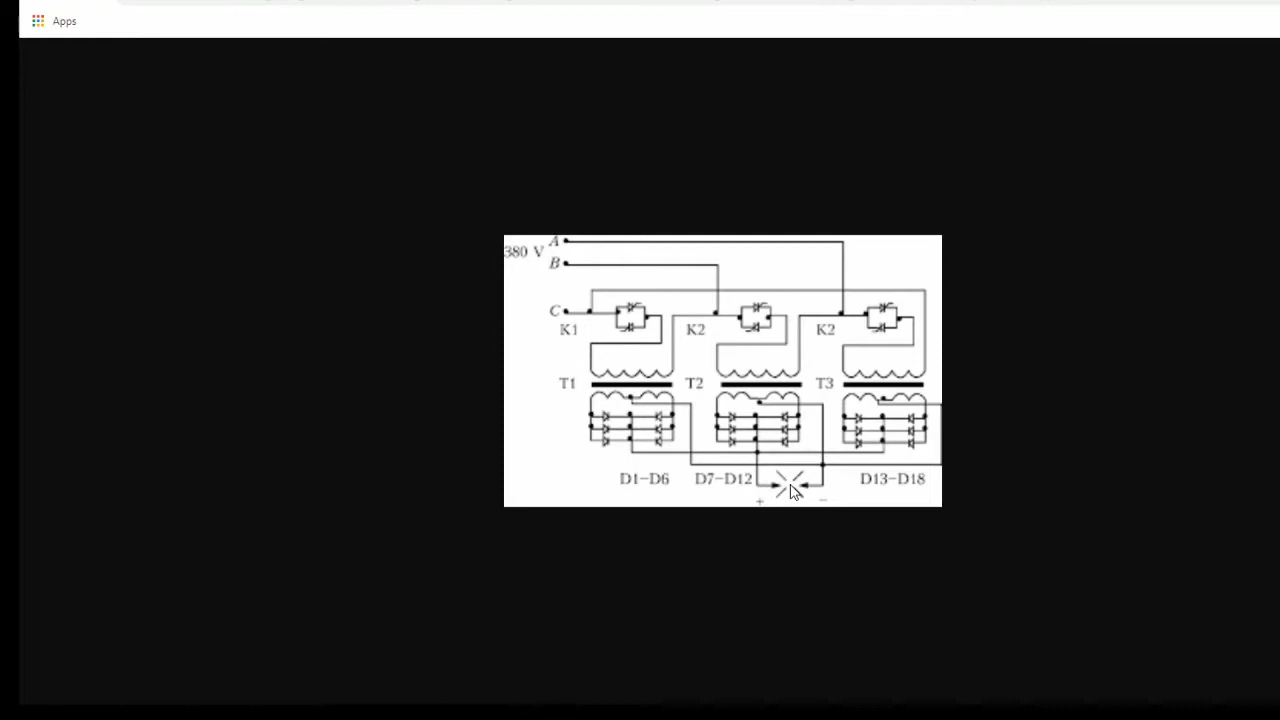 Apps
A
380 V
B
C
K1 K2 K2
T1 T2 T3
D1-D6 D7-D12 D13-D18
+ −